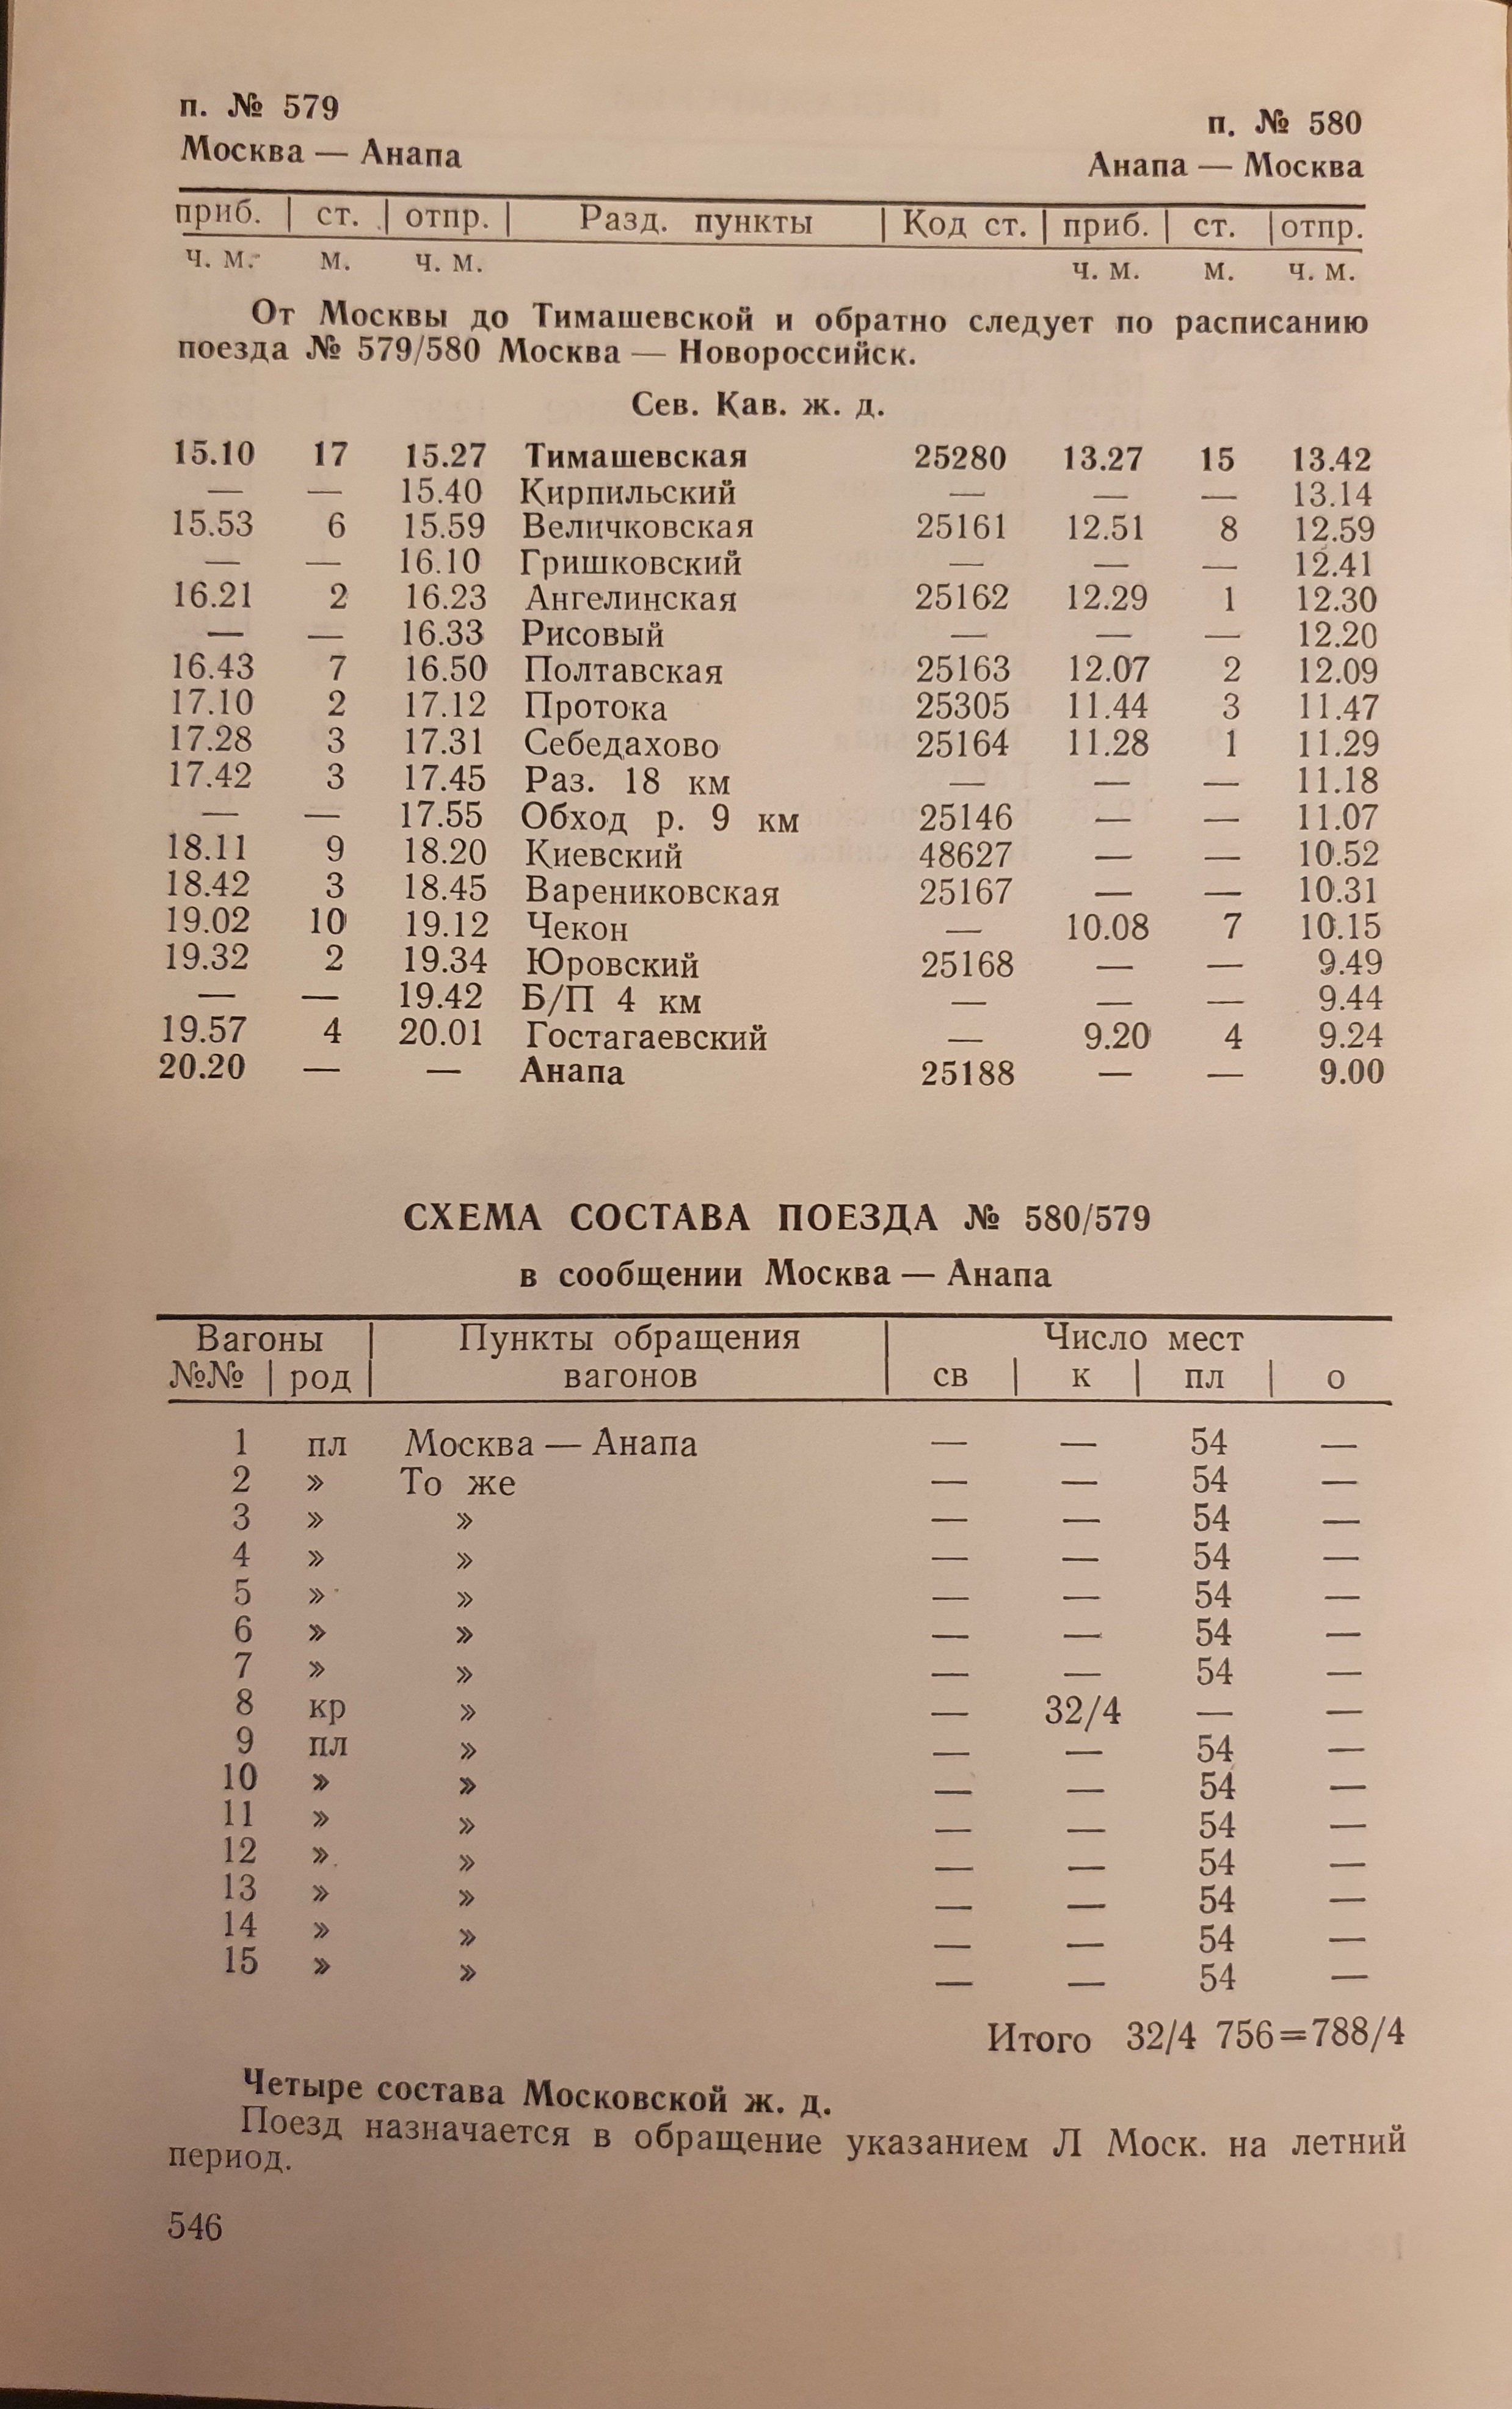 п. № 579
Москва — Анапа
п. № 580
Анапа — Москва
приб. | ст. | отпр. | Разд. пункты | Код ст. | приб. | ст. | отпр.
ч. м. м. ч. м. ч. м. м. ч. м.
От Москвы до Тимашевской и обратно следует по расписанию
поезда № 579/580 Москва — Новороссийск.
Сев. Кав. ж. д.
15.10 17 15.27 Тимашевская 25280 13.27 15 13.42
— — 15.40 Кирпильский — — — 13.14
15.53 6 15.59 Величковская 25161 12.51 8 12.59
— — 16.10 Гришковский — — — 12.41
16.21 2 16.23 Ангелинская 25162 12.29 1 12.30
— — 16.33 Рисовый — — — 12.20
16.43 7 16.50 Полтавская 25163 12.07 2 12.09
17.10 2 17.12 Протока 25305 11.44 3 11.47
17.28 3 17.31 Себедахово 25164 11.28 1 11.29
17.42 3 17.45 Раз. 18 км — — — 11.18
— — 17.55 Обход р. 9 км 25146 — — 11.07
18.11 9 18.20 Киевский 48627 — — 10.52
18.42 3 18.45 Варениковская 25167 — — 10.31
19.02 10 19.12 Чекон — 10.08 7 10.15
19.32 2 19.34 Юровский 25168 — — 9.49
— — 19.42 Б/П 4 км — — — 9.44
19.57 4 20.01 Гостагаевский — 9.20 4 9.24
20.20 — — Анапа 25188 — — 9.00
СХЕМА СОСТАВА ПОЕЗДА № 580/579
в сообщении Москва — Анапа
Вагоны | Пункты обращения | Число мест
№№ | род | вагонов | св | к | пл | о
1 пл Москва — Анапа — — 54 —
2 » То же — — 54 —
3 » » — — 54 —
4 » » — — 54 —
5 » » — — 54 —
6 » » — — 54 —
7 » » — — 54 —
8 кр » — 32/4 — —
9 пл » — — 54 —
10 » » — — 54 —
11 » » — — 54 —
12 » » — — 54 —
13 » » — — 54 —
14 » » — — 54 —
15 » » — — 54 —
Итого 32/4 756=788/4
Четыре состава Московской ж. д.
Поезд назначается в обращение указанием Л Моск. на летний
период.
546